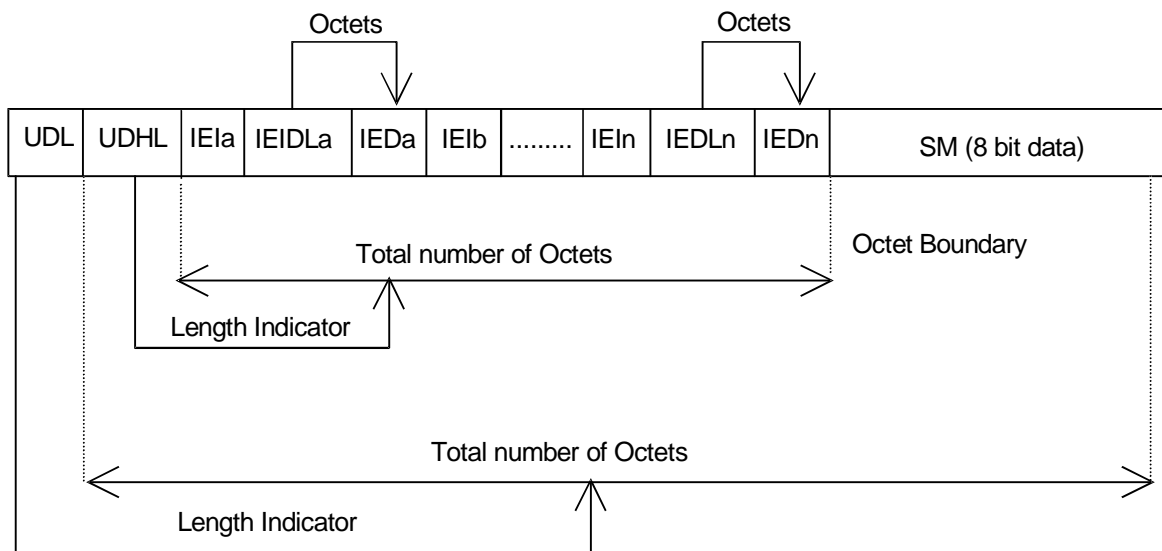 Octets Octets
UDL UDHL IEIa IEIDLa IEDa IEIb ......... IEIn IEDLn IEDn SM (8 bit data)
Octet Boundary
Total number of Octets
Length Indicator
Total number of Octets
Length Indicator